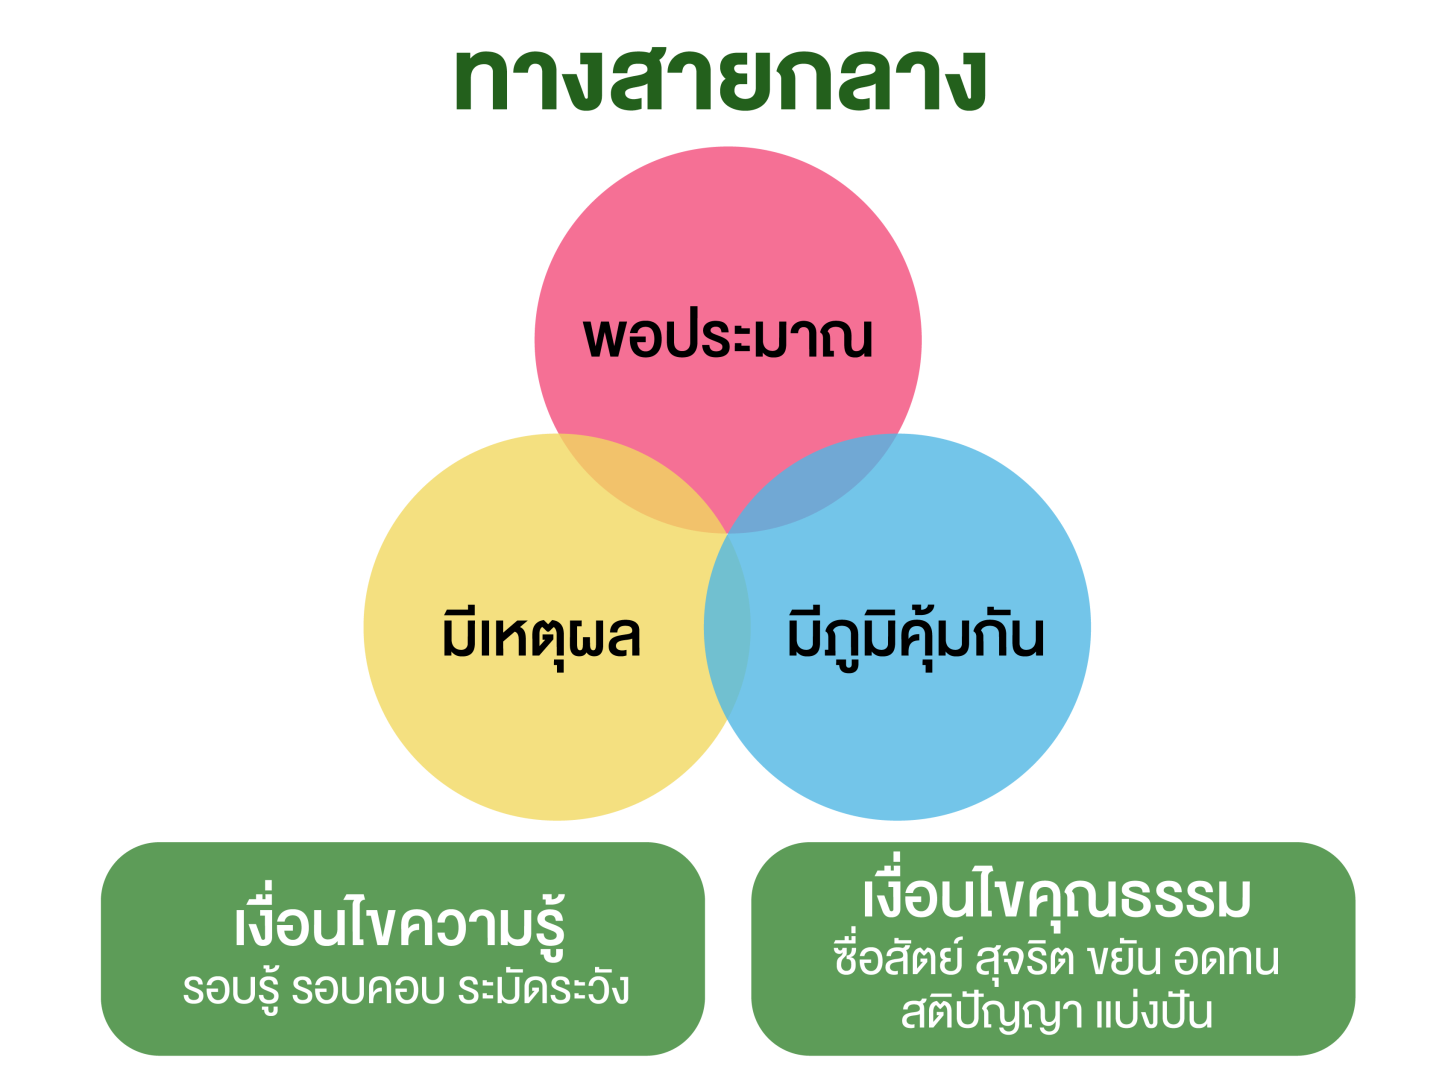 ทางสายกลาง
พอประมาณ
มีเหตุผล
มีภูมิคุ้มกัน
เงื่อนไขความรู้
รอบรู้ รอบคอบ ระมัดระวัง
เงื่อนไขคุณธรรม
ซื่อสัตย์ สุจริต ขยัน อดทน
สติปัญญา แบ่งปัน